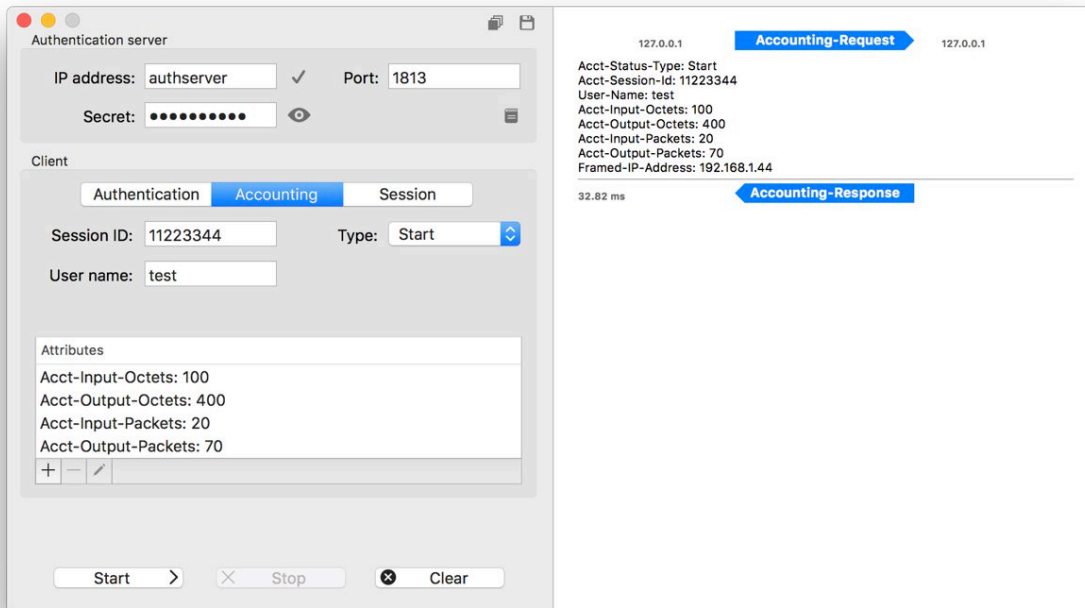 Authentication server
IP address: authserver Port: 1813
Secret: ●●●●●●●●●●
Client
Authentication Accounting Session
Session ID: 11223344 Type: Start
User name: test
Attributes
Acct-Input-Octets: 100
Acct-Output-Octets: 400
Acct-Input-Packets: 20
Acct-Output-Packets: 70
Start Stop Clear
127.0.0.1 Accounting-Request 127.0.0.1
Acct-Status-Type: Start
Acct-Session-Id: 11223344
User-Name: test
Acct-Input-Octets: 100
Acct-Output-Octets: 400
Acct-Input-Packets: 20
Acct-Output-Packets: 70
Framed-IP-Address: 192.168.1.44
32.82 ms Accounting-Response